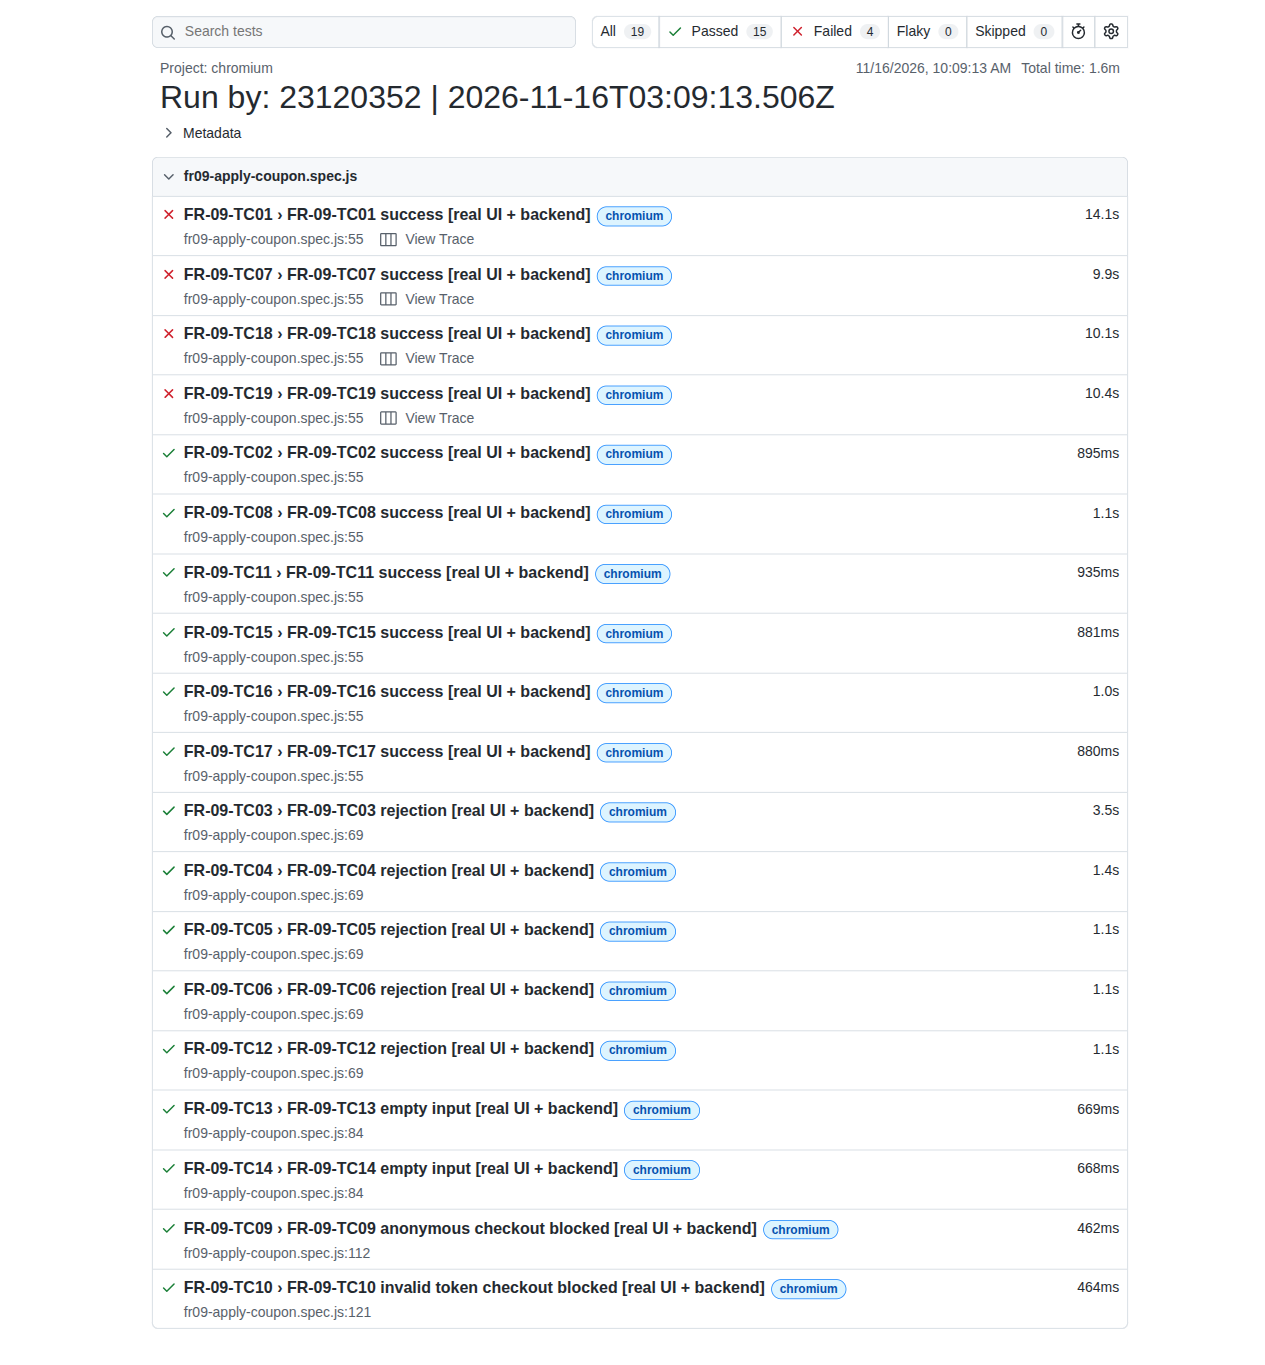 Search tests
All 19 Passed 15 Failed 4 Flaky 0 Skipped 0
Project: chromium 11/16/2026, 10:09:13 AM Total time: 1.6m
Run by: 23120352 | 2026-11-16T03:09:13.506Z
Metadata
fr09-apply-coupon.spec.js
FR-09-TC01 › FR-09-TC01 success [real UI + backend] chromium 14.1s
fr09-apply-coupon.spec.js:55 View Trace
FR-09-TC07 › FR-09-TC07 success [real UI + backend] chromium 9.9s
fr09-apply-coupon.spec.js:55 View Trace
FR-09-TC18 › FR-09-TC18 success [real UI + backend] chromium 10.1s
fr09-apply-coupon.spec.js:55 View Trace
FR-09-TC19 › FR-09-TC19 success [real UI + backend] chromium 10.4s
fr09-apply-coupon.spec.js:55 View Trace
FR-09-TC02 › FR-09-TC02 success [real UI + backend] chromium 895ms
fr09-apply-coupon.spec.js:55
FR-09-TC08 › FR-09-TC08 success [real UI + backend] chromium 1.1s
fr09-apply-coupon.spec.js:55
FR-09-TC11 › FR-09-TC11 success [real UI + backend] chromium 935ms
fr09-apply-coupon.spec.js:55
FR-09-TC15 › FR-09-TC15 success [real UI + backend] chromium 881ms
fr09-apply-coupon.spec.js:55
FR-09-TC16 › FR-09-TC16 success [real UI + backend] chromium 1.0s
fr09-apply-coupon.spec.js:55
FR-09-TC17 › FR-09-TC17 success [real UI + backend] chromium 880ms
fr09-apply-coupon.spec.js:55
FR-09-TC03 › FR-09-TC03 rejection [real UI + backend] chromium 3.5s
fr09-apply-coupon.spec.js:69
FR-09-TC04 › FR-09-TC04 rejection [real UI + backend] chromium 1.4s
fr09-apply-coupon.spec.js:69
FR-09-TC05 › FR-09-TC05 rejection [real UI + backend] chromium 1.1s
fr09-apply-coupon.spec.js:69
FR-09-TC06 › FR-09-TC06 rejection [real UI + backend] chromium 1.1s
fr09-apply-coupon.spec.js:69
FR-09-TC12 › FR-09-TC12 rejection [real UI + backend] chromium 1.1s
fr09-apply-coupon.spec.js:69
FR-09-TC13 › FR-09-TC13 empty input [real UI + backend] chromium 669ms
fr09-apply-coupon.spec.js:84
FR-09-TC14 › FR-09-TC14 empty input [real UI + backend] chromium 668ms
fr09-apply-coupon.spec.js:84
FR-09-TC09 › FR-09-TC09 anonymous checkout blocked [real UI + backend] chromium 462ms
fr09-apply-coupon.spec.js:112
FR-09-TC10 › FR-09-TC10 invalid token checkout blocked [real UI + backend] chromium 464ms
fr09-apply-coupon.spec.js:121